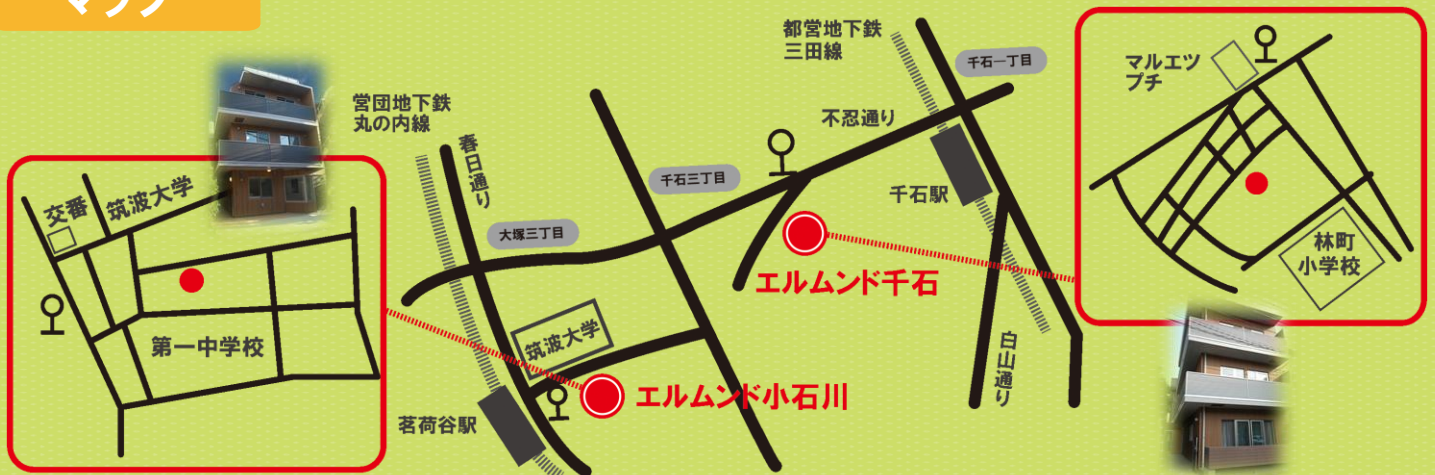 マップ
営団地下鉄
丸の内線
春日通り
交番
筑波大学
第一中学校
大塚三丁目
千石三丁目
筑波大学
茗荷谷駅
エルムンド小石川
都営地下鉄
三田線
千石一丁目
不忍通り
千石駅
エルムンド千石
白山通り
マルエツ
プチ
林町
小学校